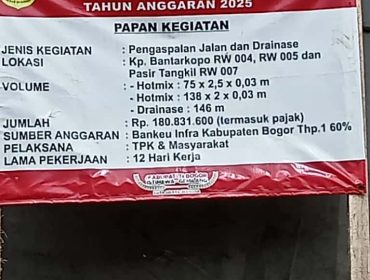 TAHUN ANGGARAN 2025
PAPAN KEGIATAN
JENIS KEGIATAN : Pengaspalan Jalan dan Drainase
LOKASI : Kp. Bantarkopo RW 004, RW 005 dan
Pasir Tangkil RW 007
VOLUME : - Hotmix : 75 x 2,5 x 0,03 m
- Hotmix : 138 x 2 x 0,03 m
- Drainase : 146 m
JUMLAH : Rp. 180.831.600 (termasuk pajak)
SUMBER ANGGARAN : Bankeu Infra Kabupaten Bogor Thp.1 60%
PELAKSANA : TPK & Masyarakat
LAMA PEKERJAAN : 12 Hari Kerja
KABUPATEN BOGOR